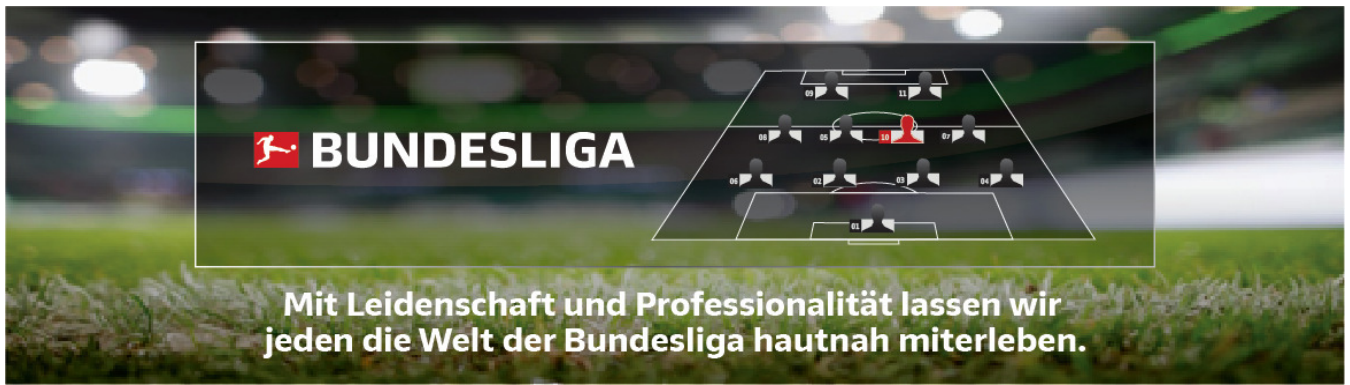 BUNDESLIGA
09 11
08 05 10 07
06 02 03 04
01
Mit Leidenschaft und Professionalität lassen wir
jeden die Welt der Bundesliga hautnah miterleben.